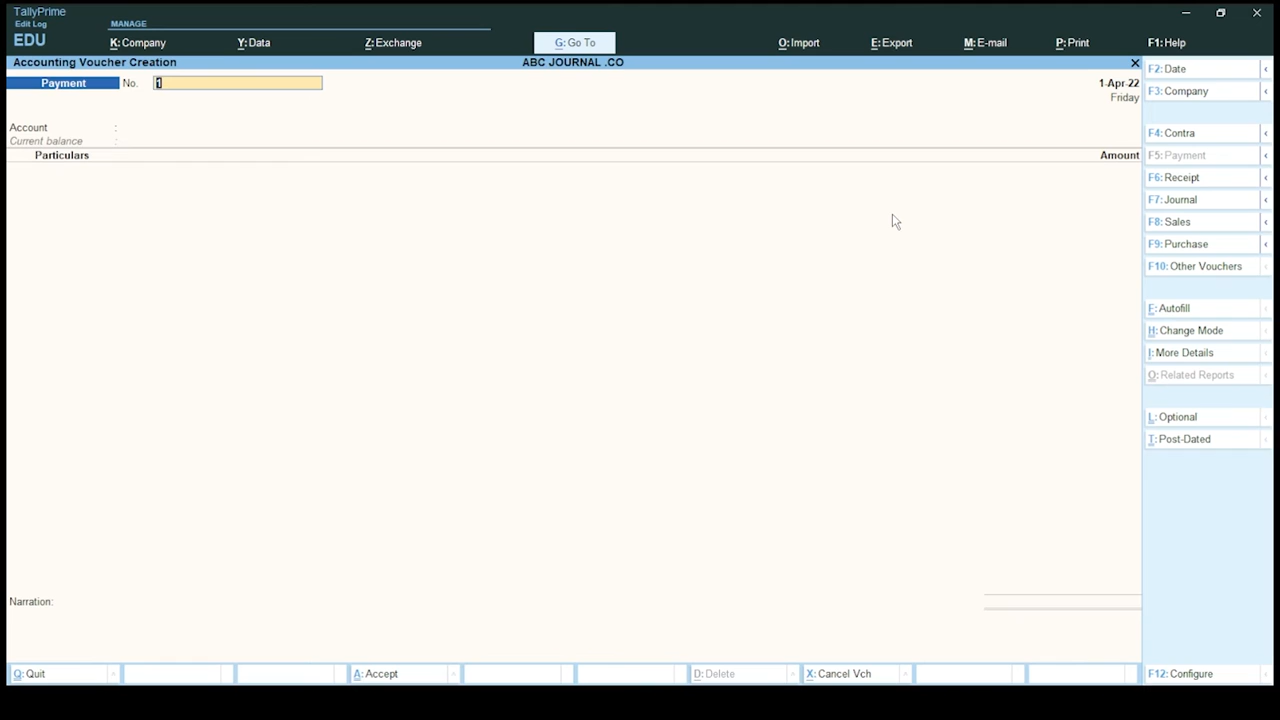 TallyPrime
Edit Log
EDU
MANAGE
K: Company
Y: Data
Z: Exchange
G: Go To
O: Import
E: Export
M: E-mail
P: Print
F1: Help
Accounting Voucher Creation
ABC JOURNAL .CO
Payment
No.
1
1-Apr-22
Friday
Account :
Current balance :
Particulars
Amount
Narration:
F2: Date
F3: Company
F4: Contra
F5: Payment
F6: Receipt
F7: Journal
F8: Sales
F9: Purchase
F10: Other Vouchers
F: Autofill
H: Change Mode
I: More Details
O: Related Reports
L: Optional
T: Post-Dated
Q: Quit
A: Accept
D: Delete
X: Cancel Vch
F12: Configure